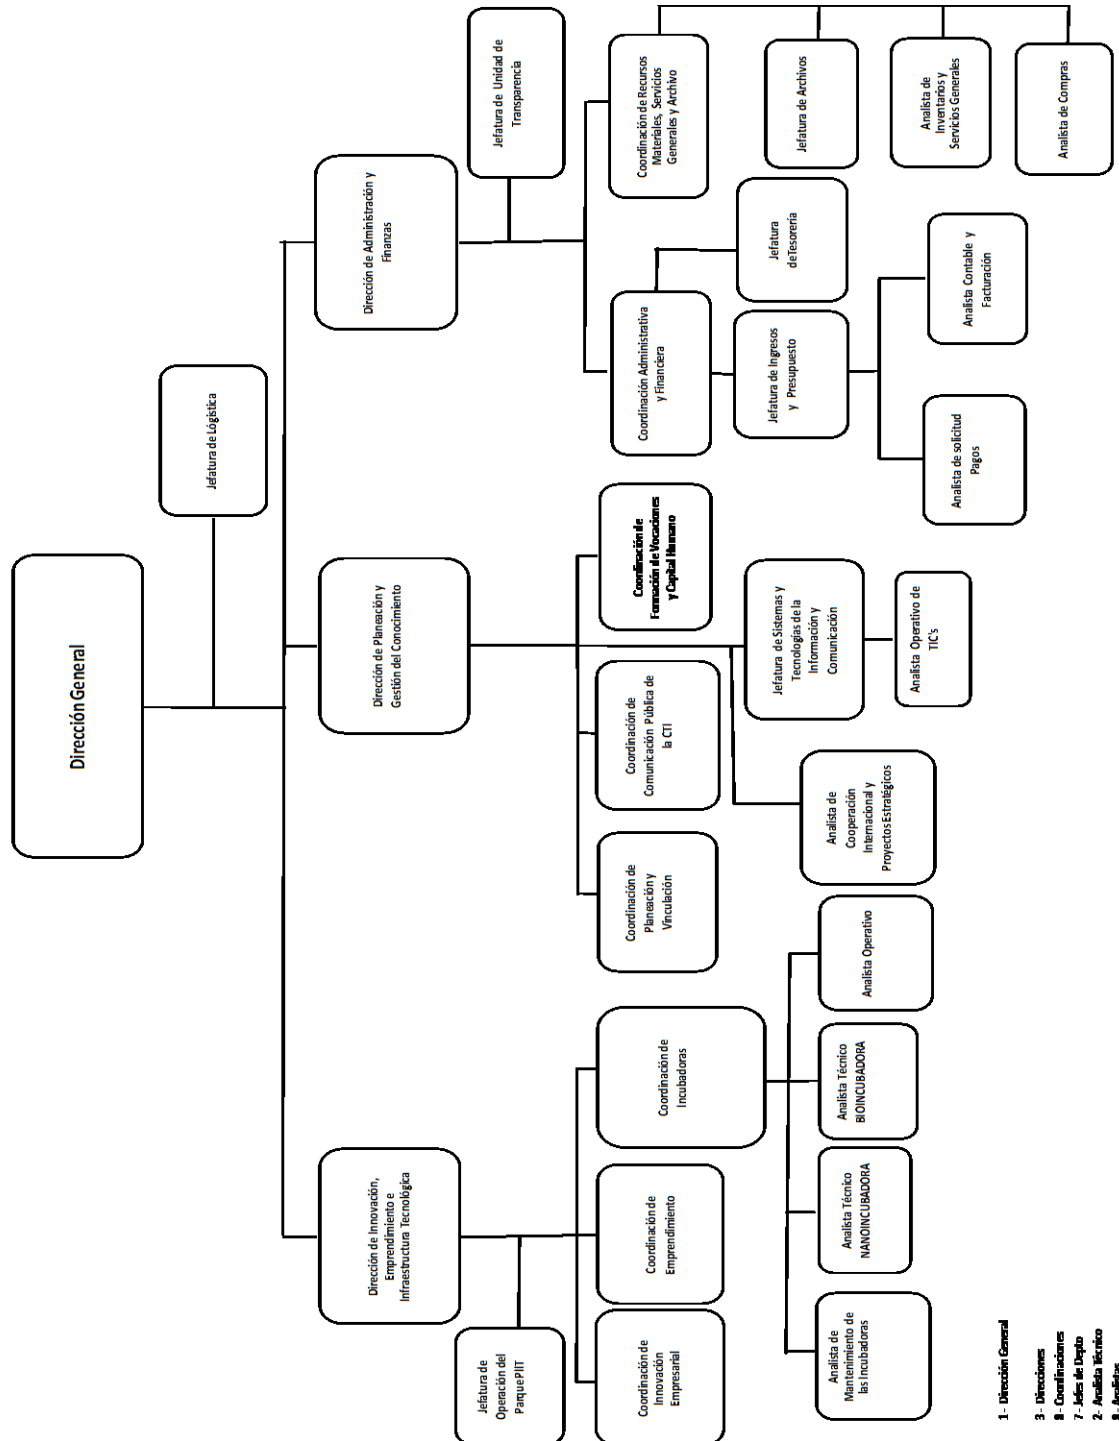 Dirección General
Jefatura de Lógistica
Dirección de Innovación,
Emprendimiento e
Infraestructura Tecnológica
Dirección de Planeación y
Gestión del Conocimiento
Dirección de Administración y
Finanzas
Jefatura de
Operación del
Parque PIIT
Jefatura de Unidad de
Transparencia
Coordinación de
Innovación
Empresarial
Coordinación de
Emprendimiento
Coordinación de
Incubadoras
Coordinación de
Planeación y
Vinculación
Coordinación de
Comunicación Pública de
la CTI
Coordinación de
Formación de Vocaciones
y Capital Humano
Coordinación Administrativa
y Financiera
Coordinación de Recursos
Materiales, Servicios
Generales y Archivo
Analista de
Mantenimiento de
las Incubadoras
Analista Técnico
NANOINCUBADORA
Analista Técnico
BIOINCUBADORA
Analista Operativo
Analista de
Cooperación
Internacional y
Proyectos Estratégicos
Jefatura de Sistemas y
Tecnologías de la
Información y
Comunicación
Analista Operativo de
TIC's
Jefatura de Ingresos
y Presupuesto
Jefatura
de Tesorería
Jefatura de Archivos
Analista de solicitud
Pagos
Analista Contable y
Facturación
Analista de
Inventarios y
Servicios Generales
Analista de Compras
1 - Dirección General
3 - Direcciones
8 - Coordinaciones
7 - Jefes de Depto
2 - Analista Técnico
Analistas